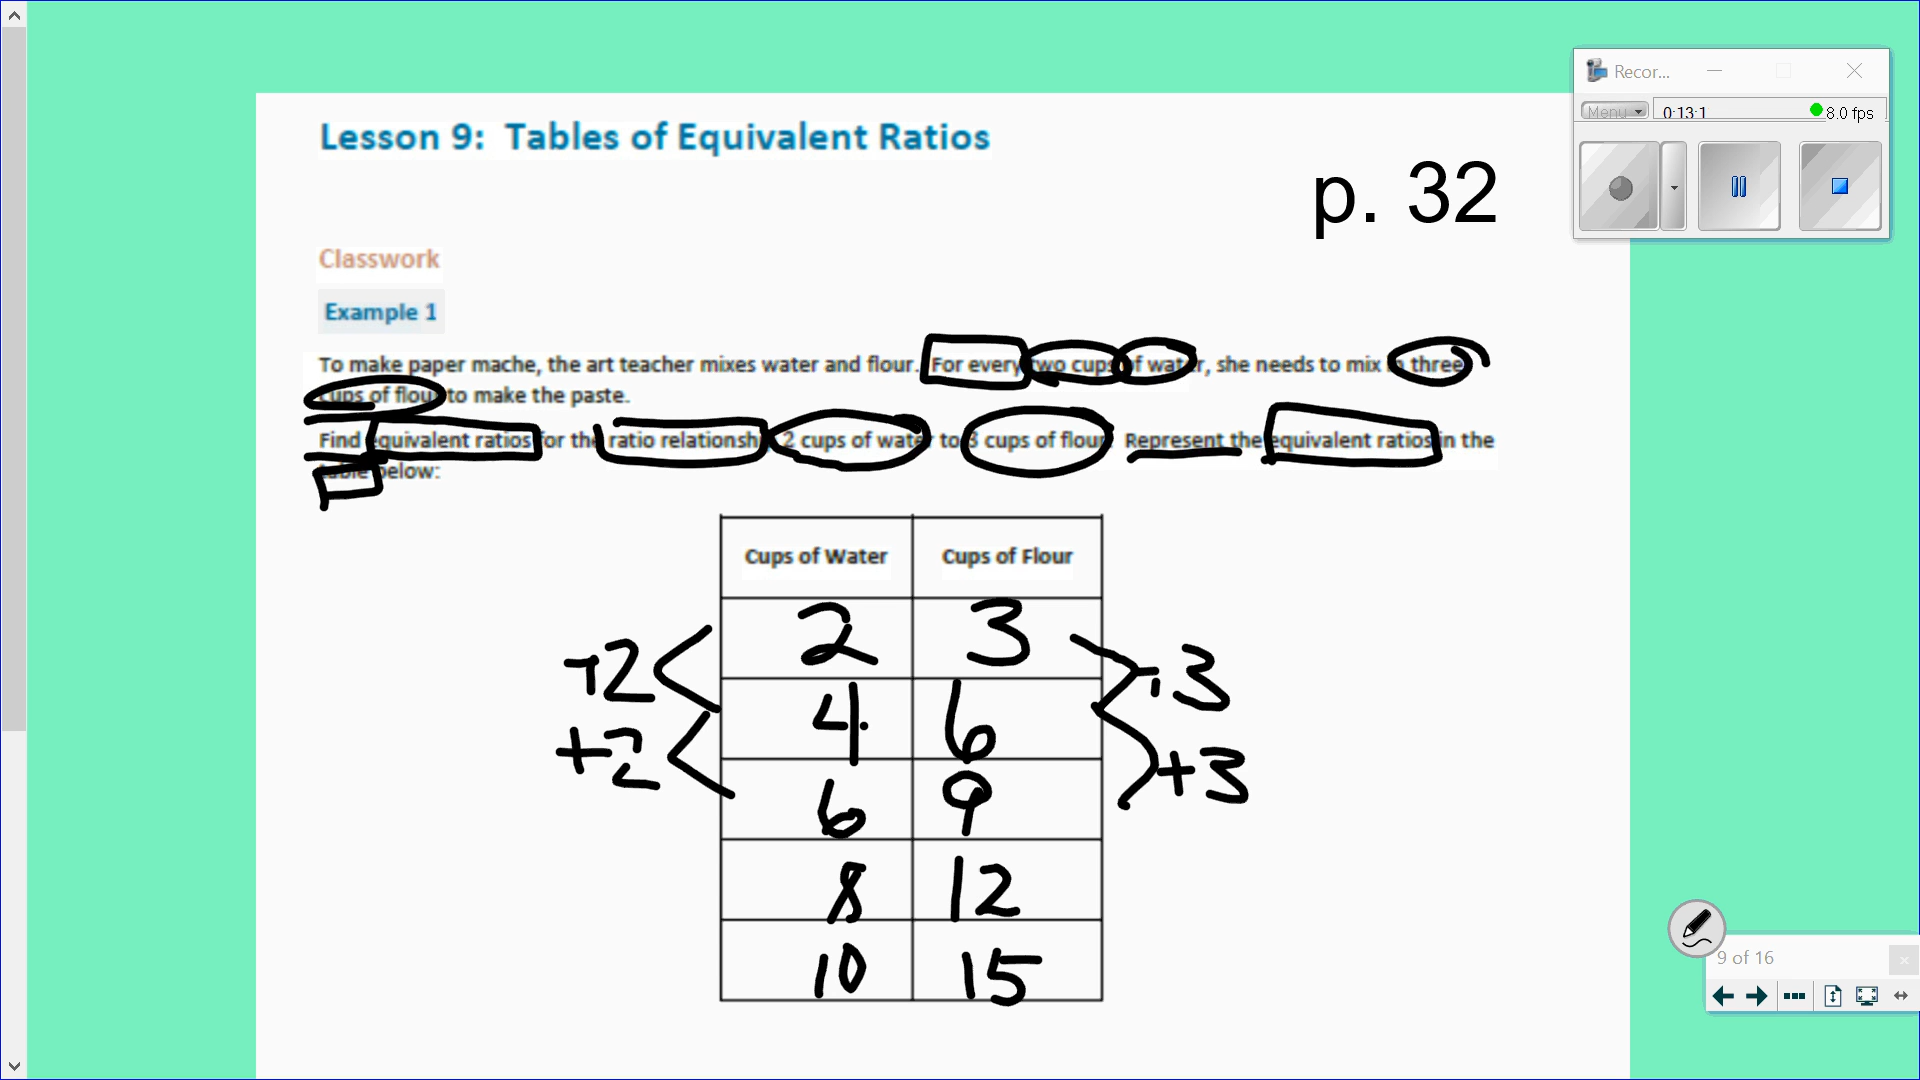 Recor...
Menu
0:13:1
8.0 fps
Lesson 9: Tables of Equivalent Ratios
p. 32
Classwork
Example 1
To make paper mache, the art teacher mixes water and flour. For every two cups of water, she needs to mix in three
cups of flour to make the paste.
Find equivalent ratios for the ratio relationship 2 cups of water to 3 cups of flour. Represent the equivalent ratios in the
table below:
Cups of Water Cups of Flour
2 3
+2 +3
4 6
+2 +3
6 9
8 12
10 15
9 of 16